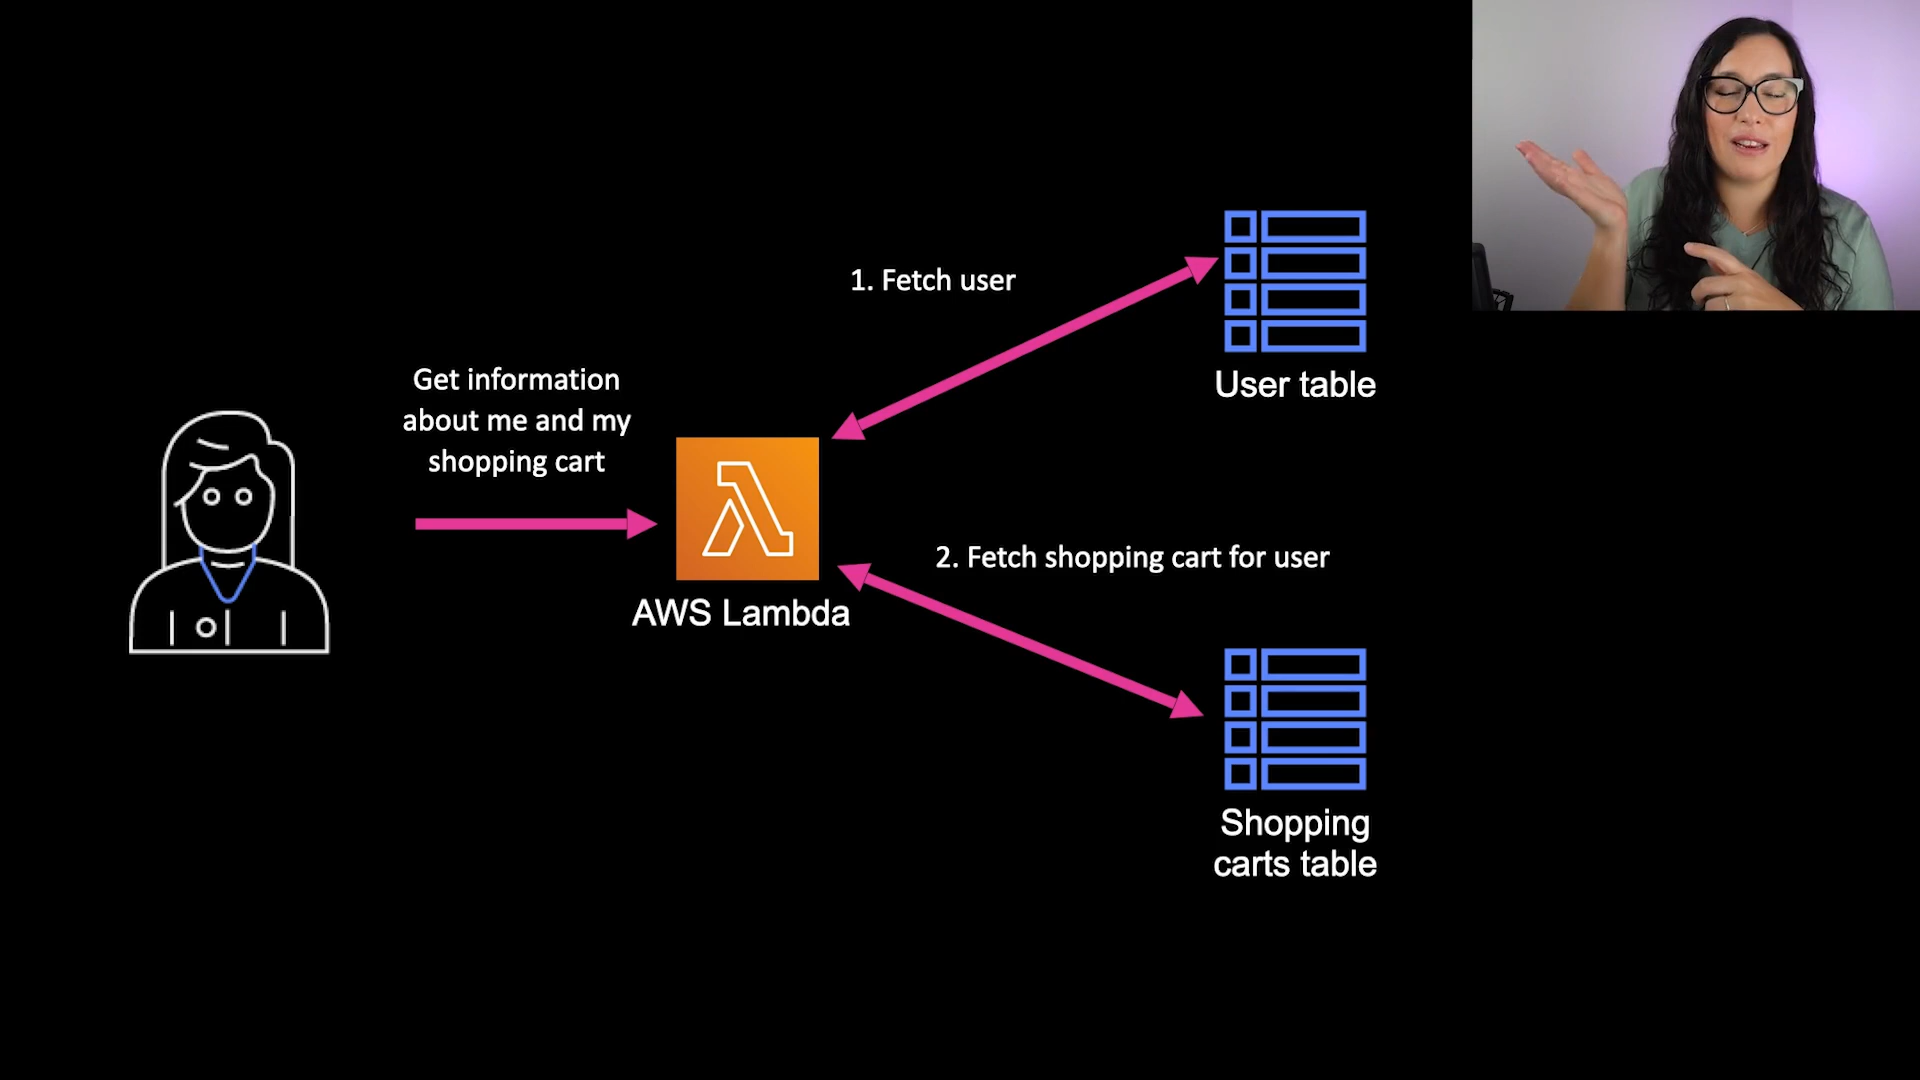 1. Fetch user
User table
Get information
about me and my
shopping cart
AWS Lambda
2. Fetch shopping cart for user
Shopping
carts table